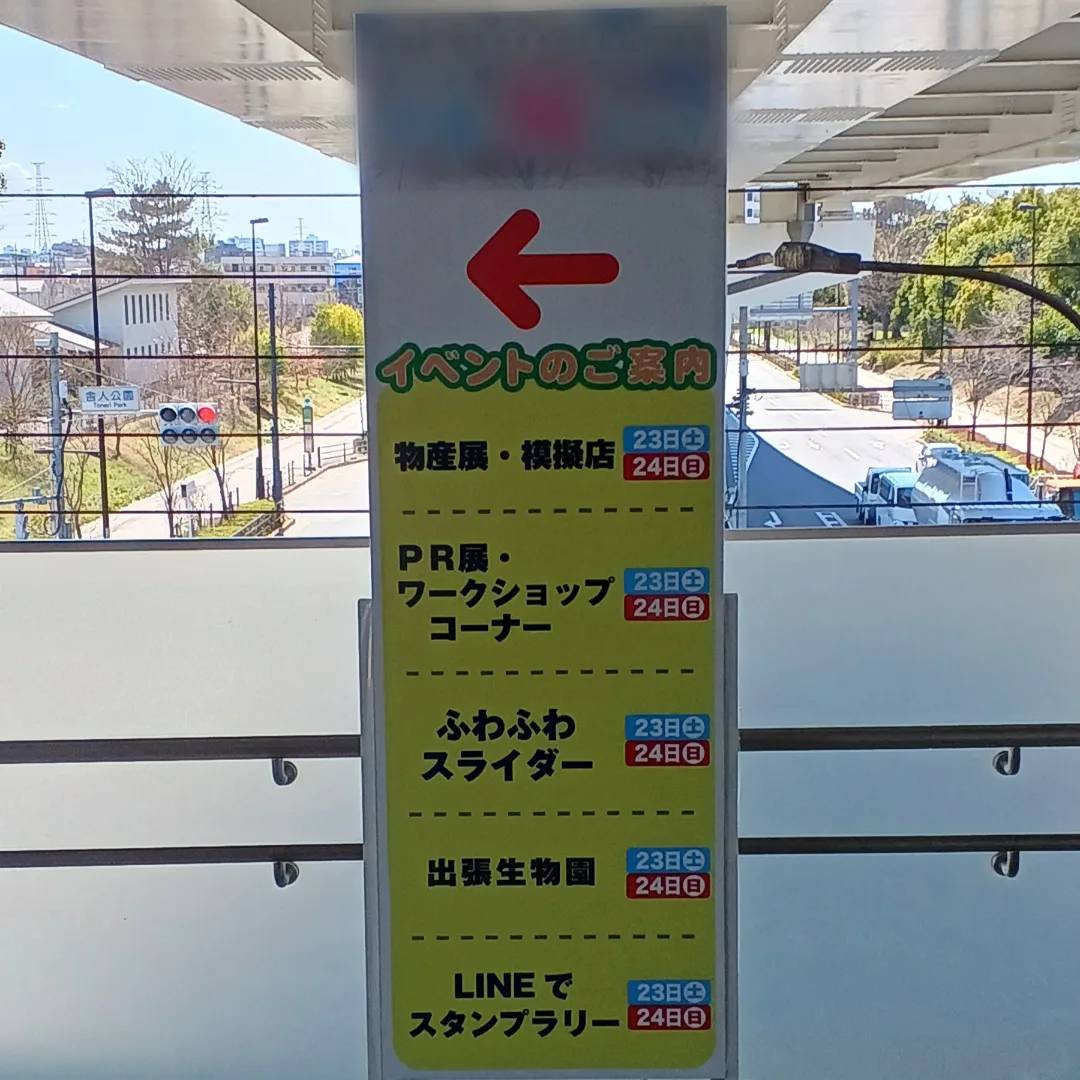 イベントのご案内
物産展・模擬店
23日土
24日日
PR展・
ワークショップ
コーナー
23日土
24日日
ふわふわ
スライダー
23日土
24日日
出張生物園
23日土
24日日
LINEで
スタンプラリー
23日土
24日日
舎人公園
Toneri Park